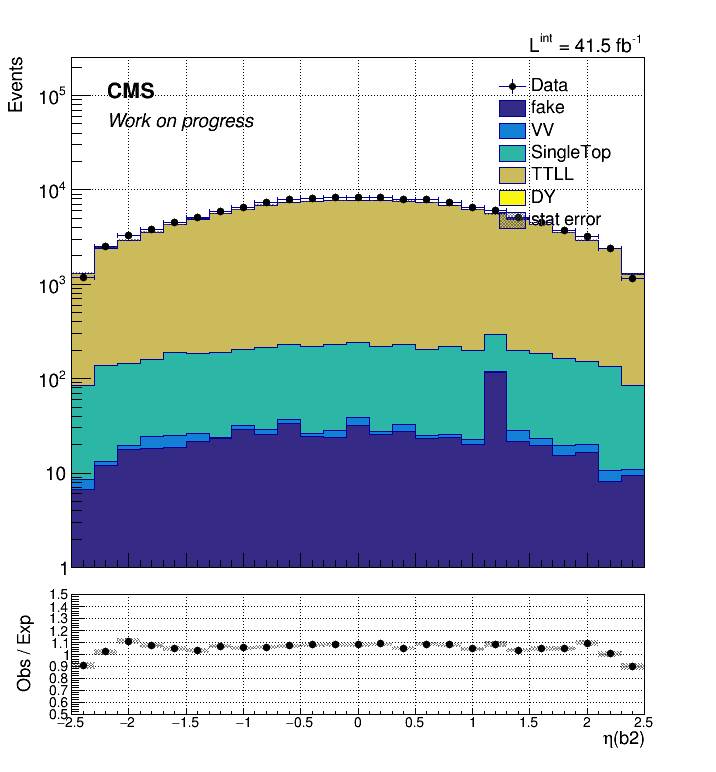 L^int = 41.5 fb^-1
Events
CMS
Work on progress
Data
fake
VV
SingleTop
TTLL
DY
stat error
10^5
10^4
10^3
10^2
10
1
Obs / Exp
1.5
1.4
1.3
1.2
1.1
1
0.9
0.8
0.7
0.6
0.5
−2.5 −2 −1.5 −1 −0.5 0 0.5 1 1.5 2 2.5
η(b2)